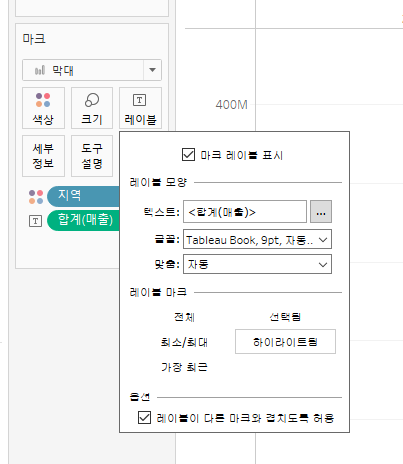 마크
막대
색상 크기 레이블
세부 정보
도구 설명
지역
합계(매출)
400M
마크 레이블 표시
레이블 모양
텍스트: <합계(매출)> ...
글꼴: Tableau Book, 9pt, 자동..
맞춤: 자동
레이블 마크
전체 선택됨
최소/최대 하이라이트됨
가장 최근
옵션
레이블이 다른 마크와 겹치도록 허용